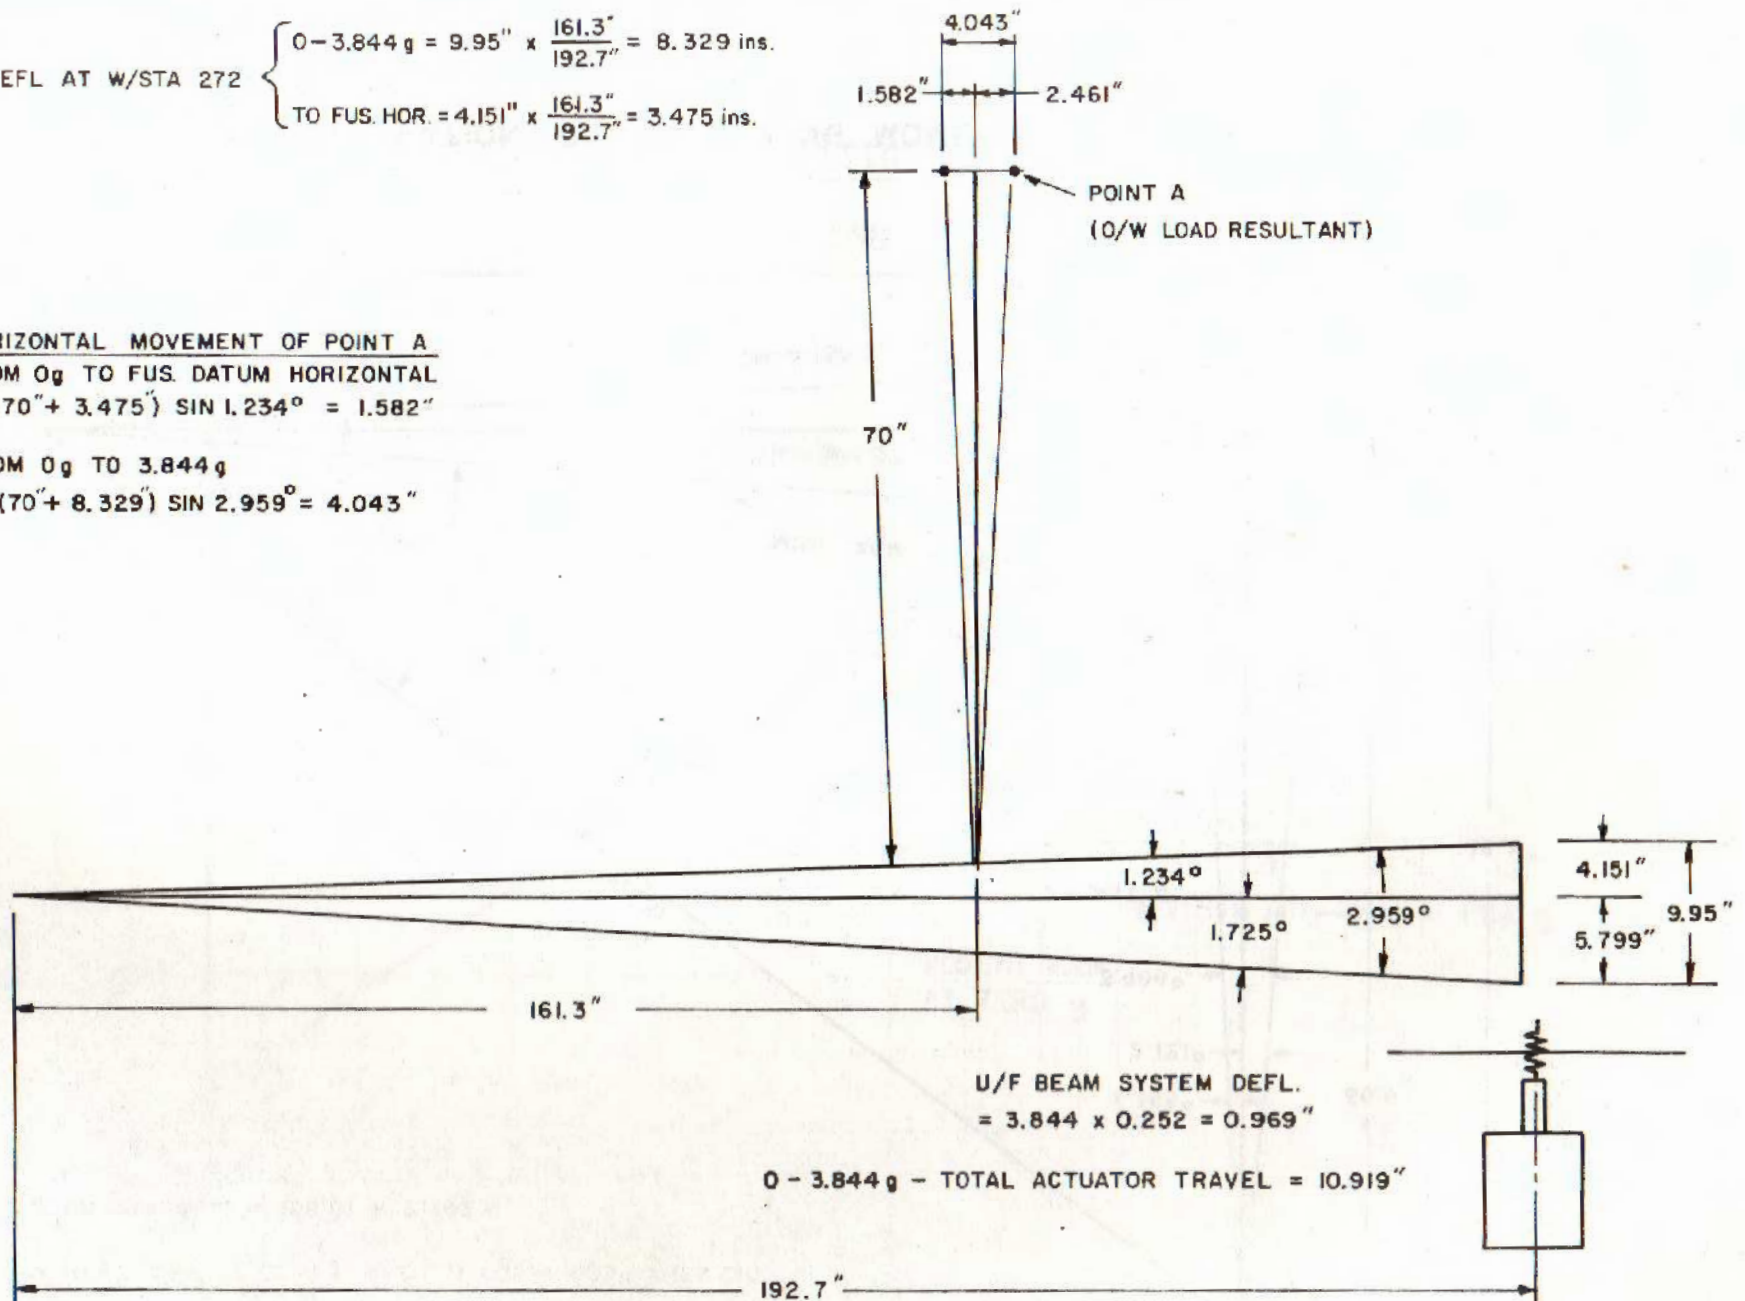 EFL AT W/STA 272
0-3.844 g = 9.95" x 161.3"/192.7" = 8.329 ins.
TO FUS. HOR. = 4.151" x 161.3"/192.7" = 3.475 ins.
4.043"
1.582"
2.461"
POINT A
(O/W LOAD RESULTANT)
RIZONTAL MOVEMENT OF POINT A
OM 0g TO FUS. DATUM HORIZONTAL
70"+ 3.475") SIN 1.234° = 1.582"
OM 0g TO 3.844g
(70"+ 8.329") SIN 2.959° = 4.043"
70"
1.234°
1.725°
2.959°
4.151"
9.95"
5.799"
161.3"
U/F BEAM SYSTEM DEFL.
= 3.844 x 0.252 = 0.969"
0 - 3.844g - TOTAL ACTUATOR TRAVEL = 10.919"
192.7"